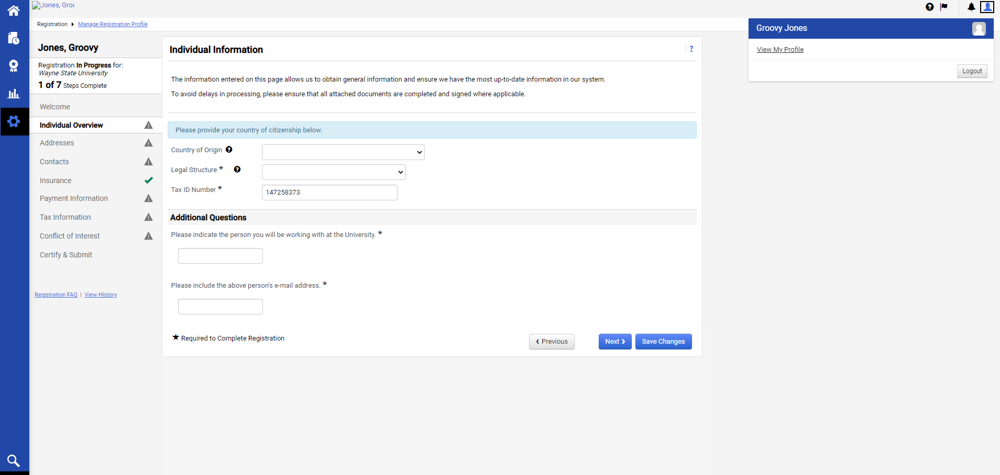 Jones, Groo
Registration Manage Registration Profile
Groovy Jones
View My Profile
Logout
Jones, Groovy
Registration In Progress for:
Wayne State University
1 of 7 Steps Complete
Welcome
Individual Overview
Addresses
Contacts
Insurance
Payment Information
Tax Information
Conflict of Interest
Certify & Submit
Registration FAQ | View History
Individual Information
?
The information entered on this page allows us to obtain general information and ensure we have the most up-to-date information in our system.
To avoid delays in processing, please ensure that all attached documents are completed and signed where applicable.
Please provide your country of citizenship below.
Country of Origin ?
Legal Structure ★ ?
Tax ID Number ★ 147258373
Additional Questions
Please indicate the person you will be working with at the University. ★
Please include the above person's e-mail address. ★
★ Required to Complete Registration
‹ Previous Next › Save Changes